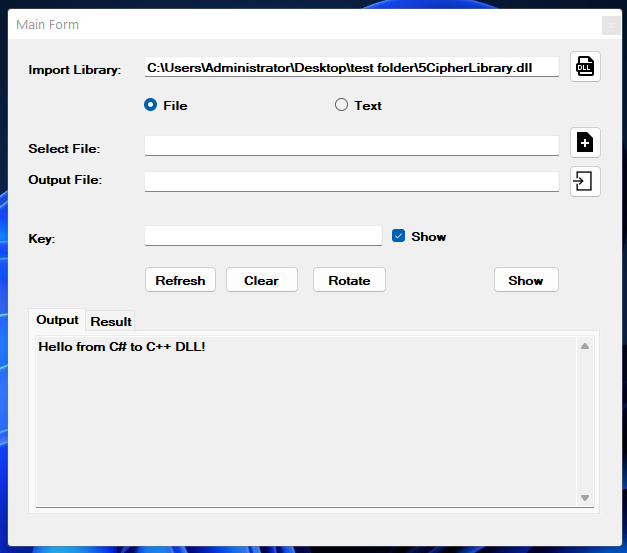 Main Form
Import Library: C:\Users\Administrator\Desktop\test folder\5CipherLibrary.dll DLL
File Text
Select File:
Output File:
Key: Show
Refresh Clear Rotate Show
Output Result
Hello from C# to C++ DLL!